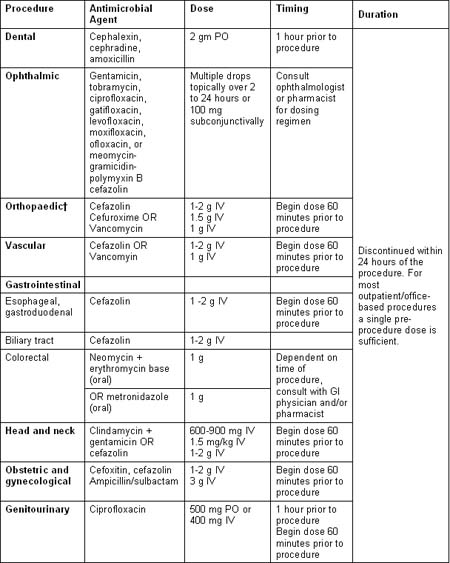 Procedure Antimicrobial Agent Dose Timing Duration
Dental
Cephalexin,
cephradine,
amoxicillin
2 gm PO
1 hour prior to
procedure
Ophthalmic
Gentamicin,
tobramycin,
ciprofloxacin,
gatifloxacin,
levofloxacin,
moxifloxacin,
ofloxacin, or
meomycin-
gramicidin-
polymyxin B
cefazolin
Multiple drops
topically over 2
to 24 hours or
100 mg
subconjunctivally
Consult
ophthalmologist
or pharmacist
for dosing
regimen
Orthopaedic†
Cefazolin
Cefuroxime OR
Vancomycin
1-2 g IV
1.5 g IV
1 g IV
Begin dose 60
minutes prior to
procedure
Vascular
Cefazolin OR
Vancomyin
1-2 g IV
1 g IV
Begin dose 60
minutes prior to
procedure
Gastrointestinal
Esophageal,
gastroduodenal
Cefazolin
1 -2 g IV
Begin dose 60
minutes prior to
procedure
Biliary tract
Cefazolin
1-2 g IV
Colorectal
Neomycin +
erythromycin base
(oral)
1 g
OR metronidazole
(oral)
1 g
Dependent on
time of
procedure,
consult with GI
physician and/or
pharmacist
Head and neck
Clindamycin +
gentamicin OR
cefazolin
600-900 mg IV
1.5 mg/kg IV
1-2 g IV
Begin dose 60
minutes prior to
procedure
Obstetric and
gynecological
Cefoxitin, cefazolin
Ampicillin/sulbactam
1-2 g IV
3 g IV
Begin dose 60
minutes prior to
procedure
Genitourinary
Ciprofloxacin
500 mg PO or
400 mg IV
1 hour prior to
procedure
Begin dose 60
minutes prior to
procedure
Discontinued within
24 hours of the
procedure. For
most
outpatient/office-
based procedures
a single pre-
procedure dose is
sufficient.